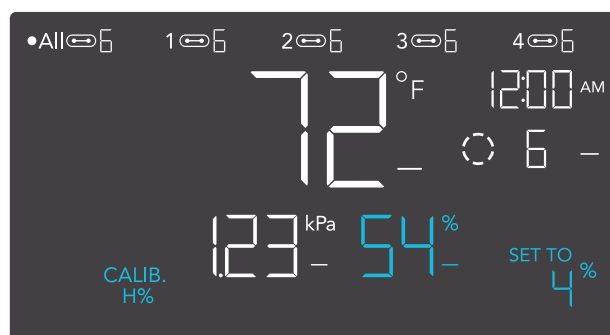 •All 6 1 6 2 6 3 6 4 6
72 °F 12:00 AM
6 –
1.23 kPa – 54 % –
CALIB. H%
SET TO 4 %